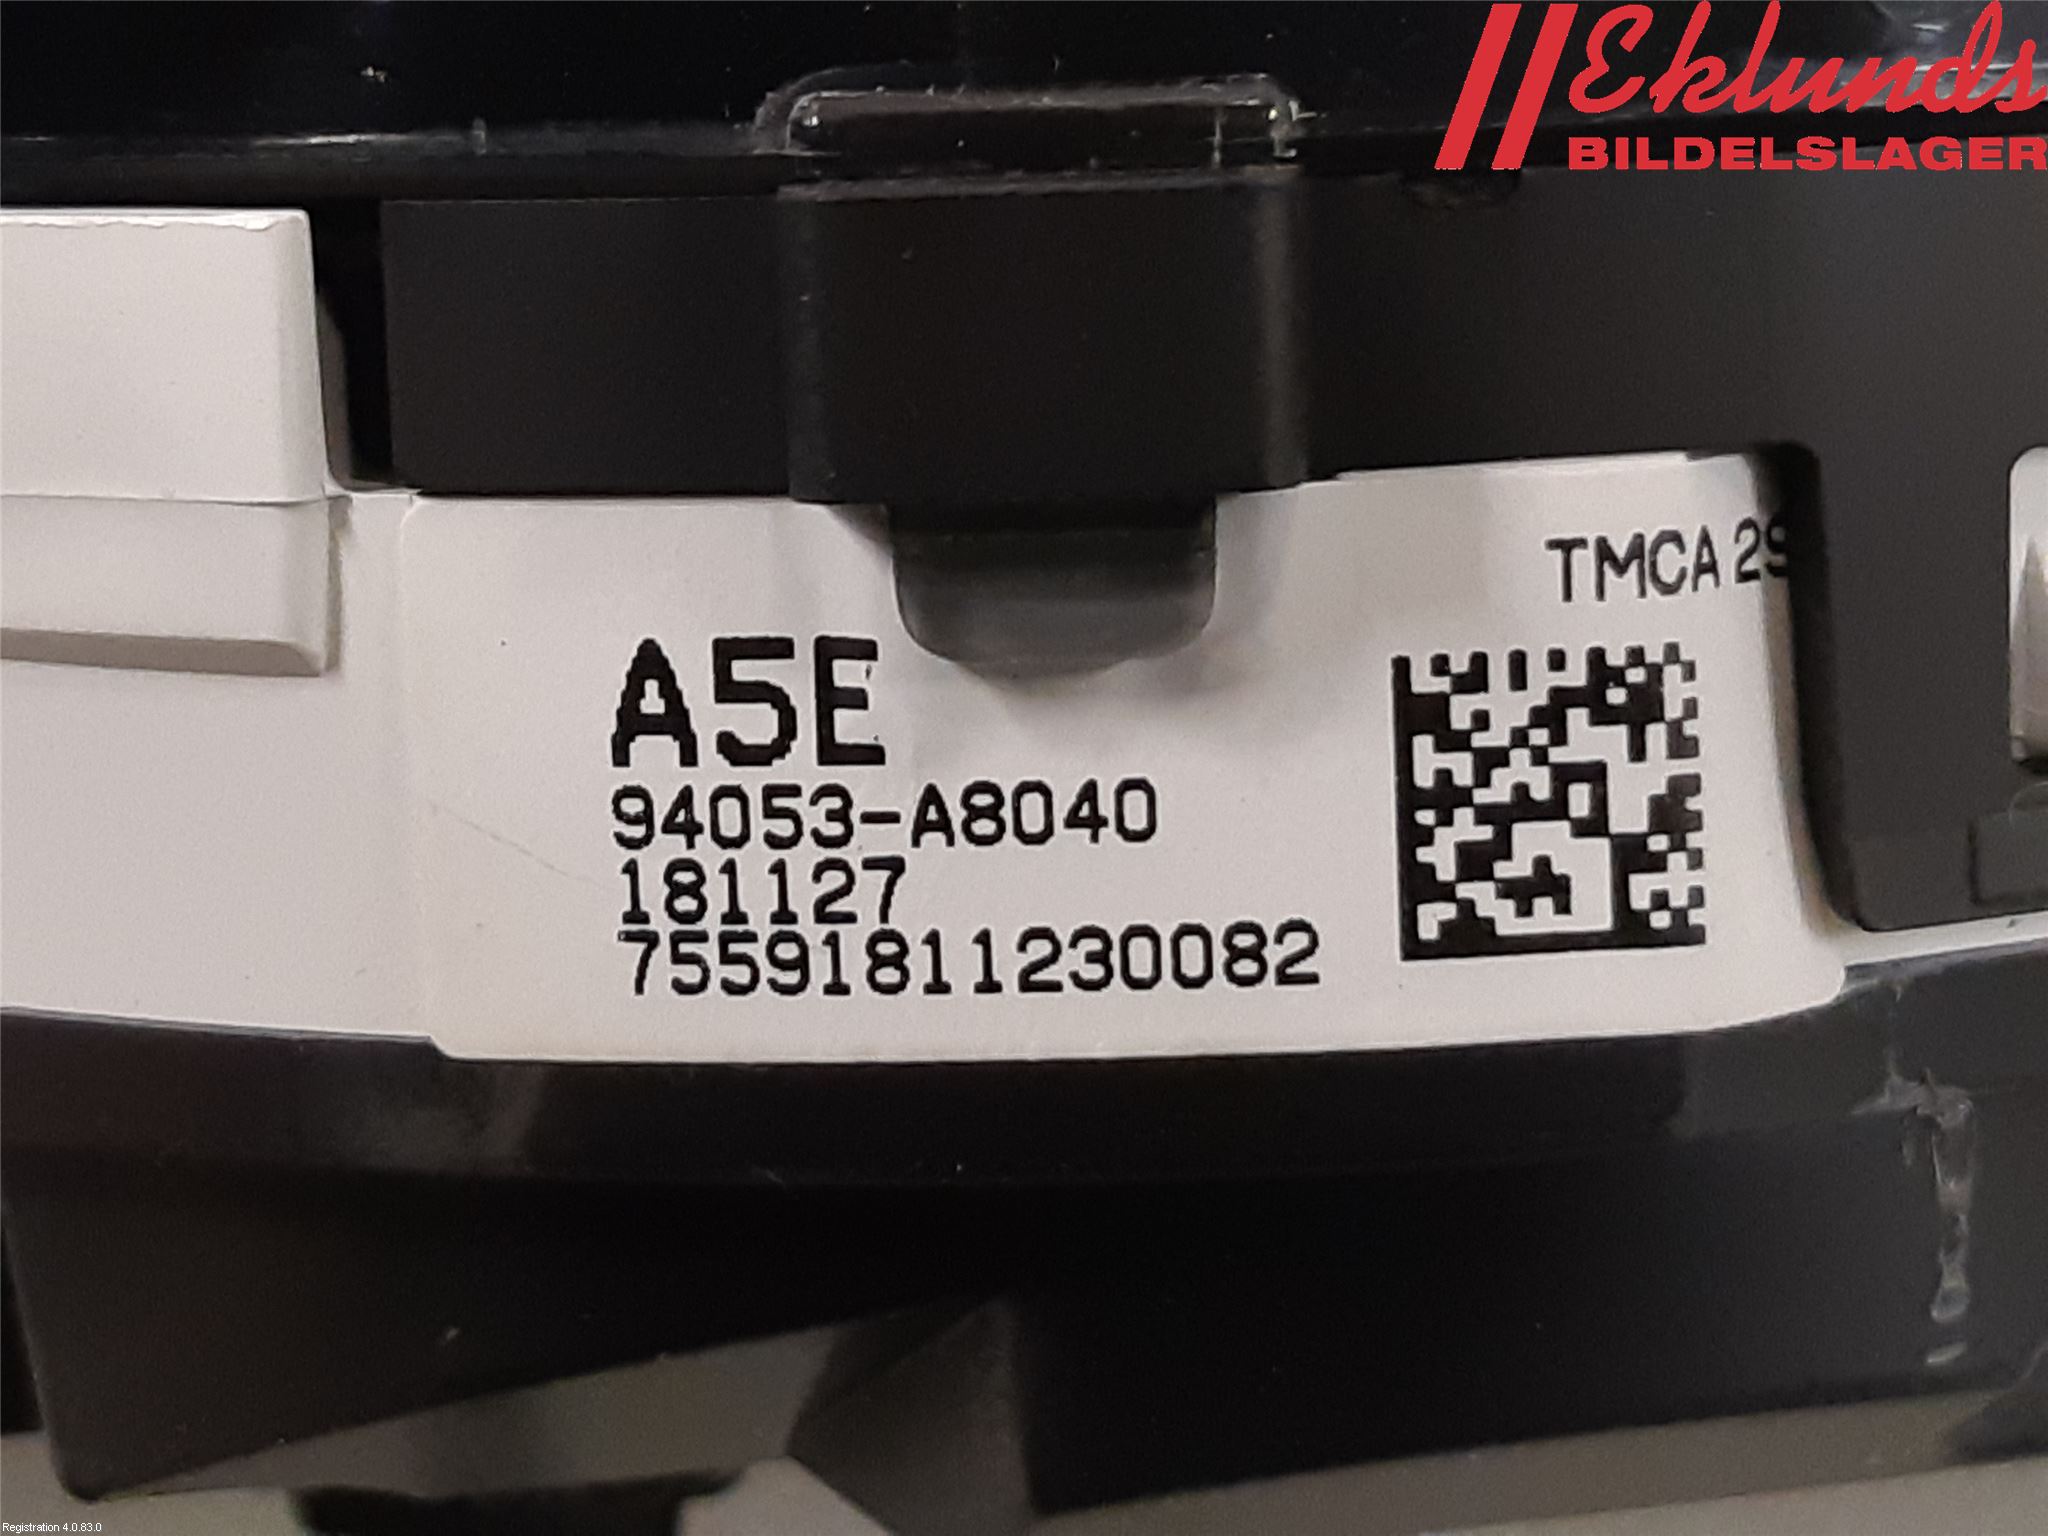 Eklunds
BILDELSLAGER
TMCA
A5E
94053-A8040
181127
75591811230082
Registration 4.0.83.0